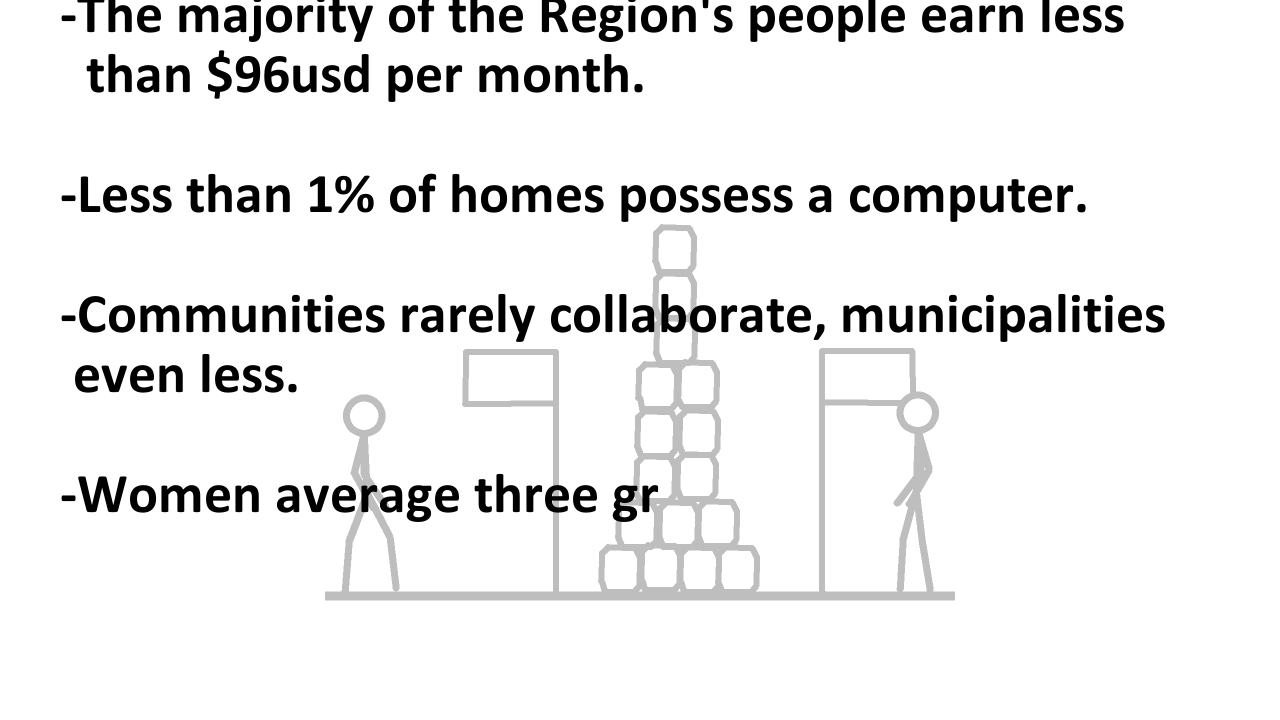 -The majority of the Region's people earn less
than $96usd per month.
-Less than 1% of homes possess a computer.
-Communities rarely collaborate, municipalities
even less.
-Women average three gr